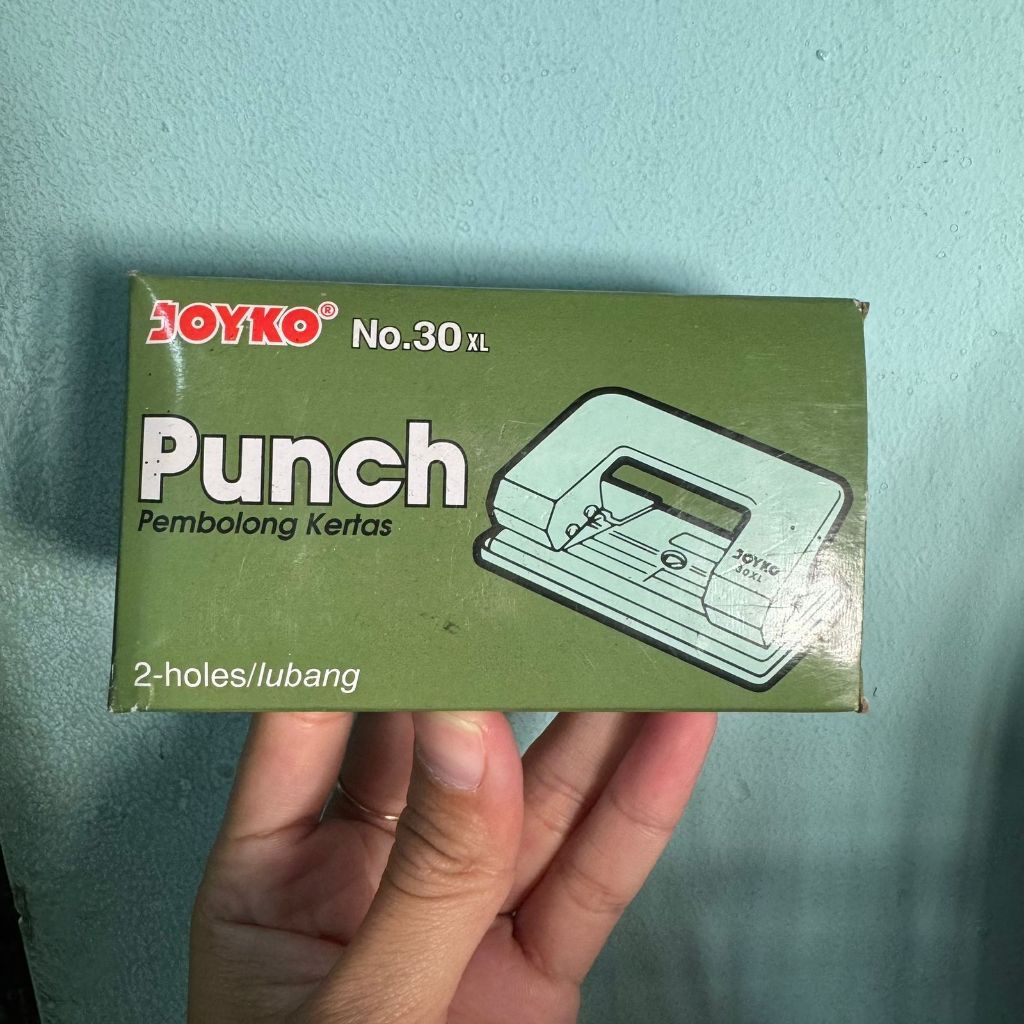 JOYKO® No.30 XL
Punch
Pembolong Kertas
JOYKO
30XL
2-holes/lubang